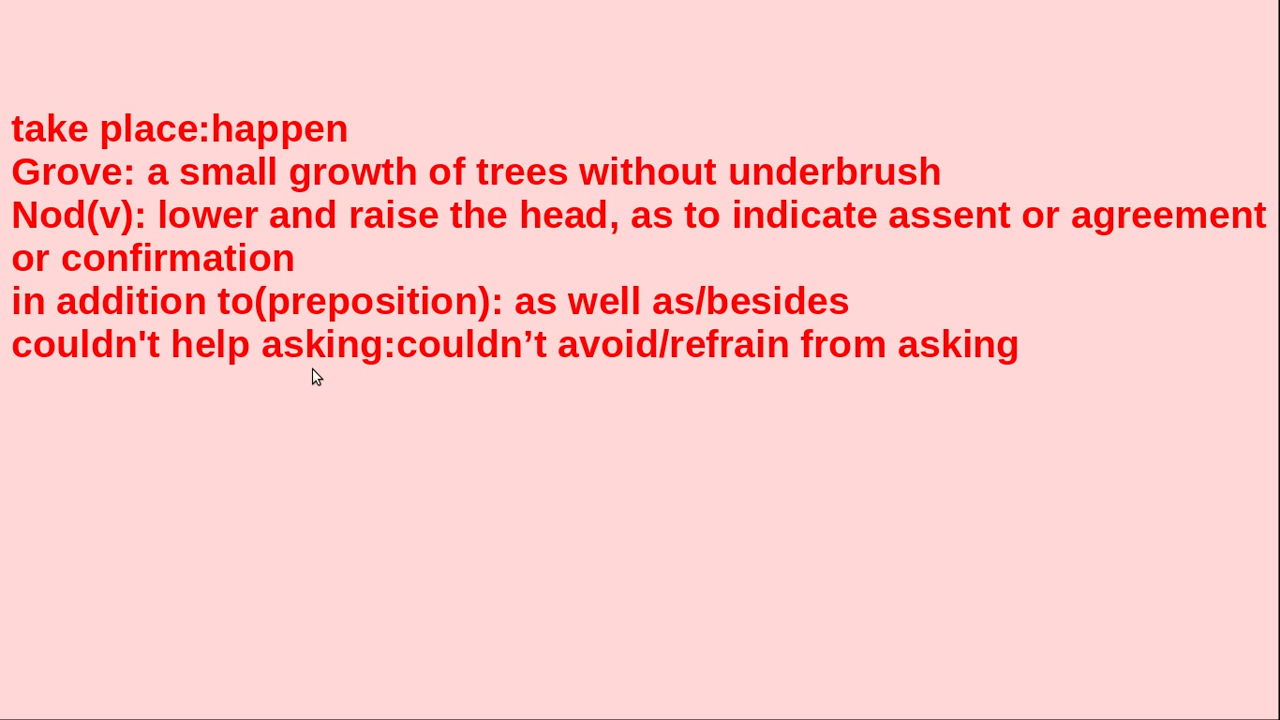 take place:happen
Grove: a small growth of trees without underbrush
Nod(v): lower and raise the head, as to indicate assent or agreement
or confirmation
in addition to(preposition): as well as/besides
couldn't help asking:couldn’t avoid/refrain from asking